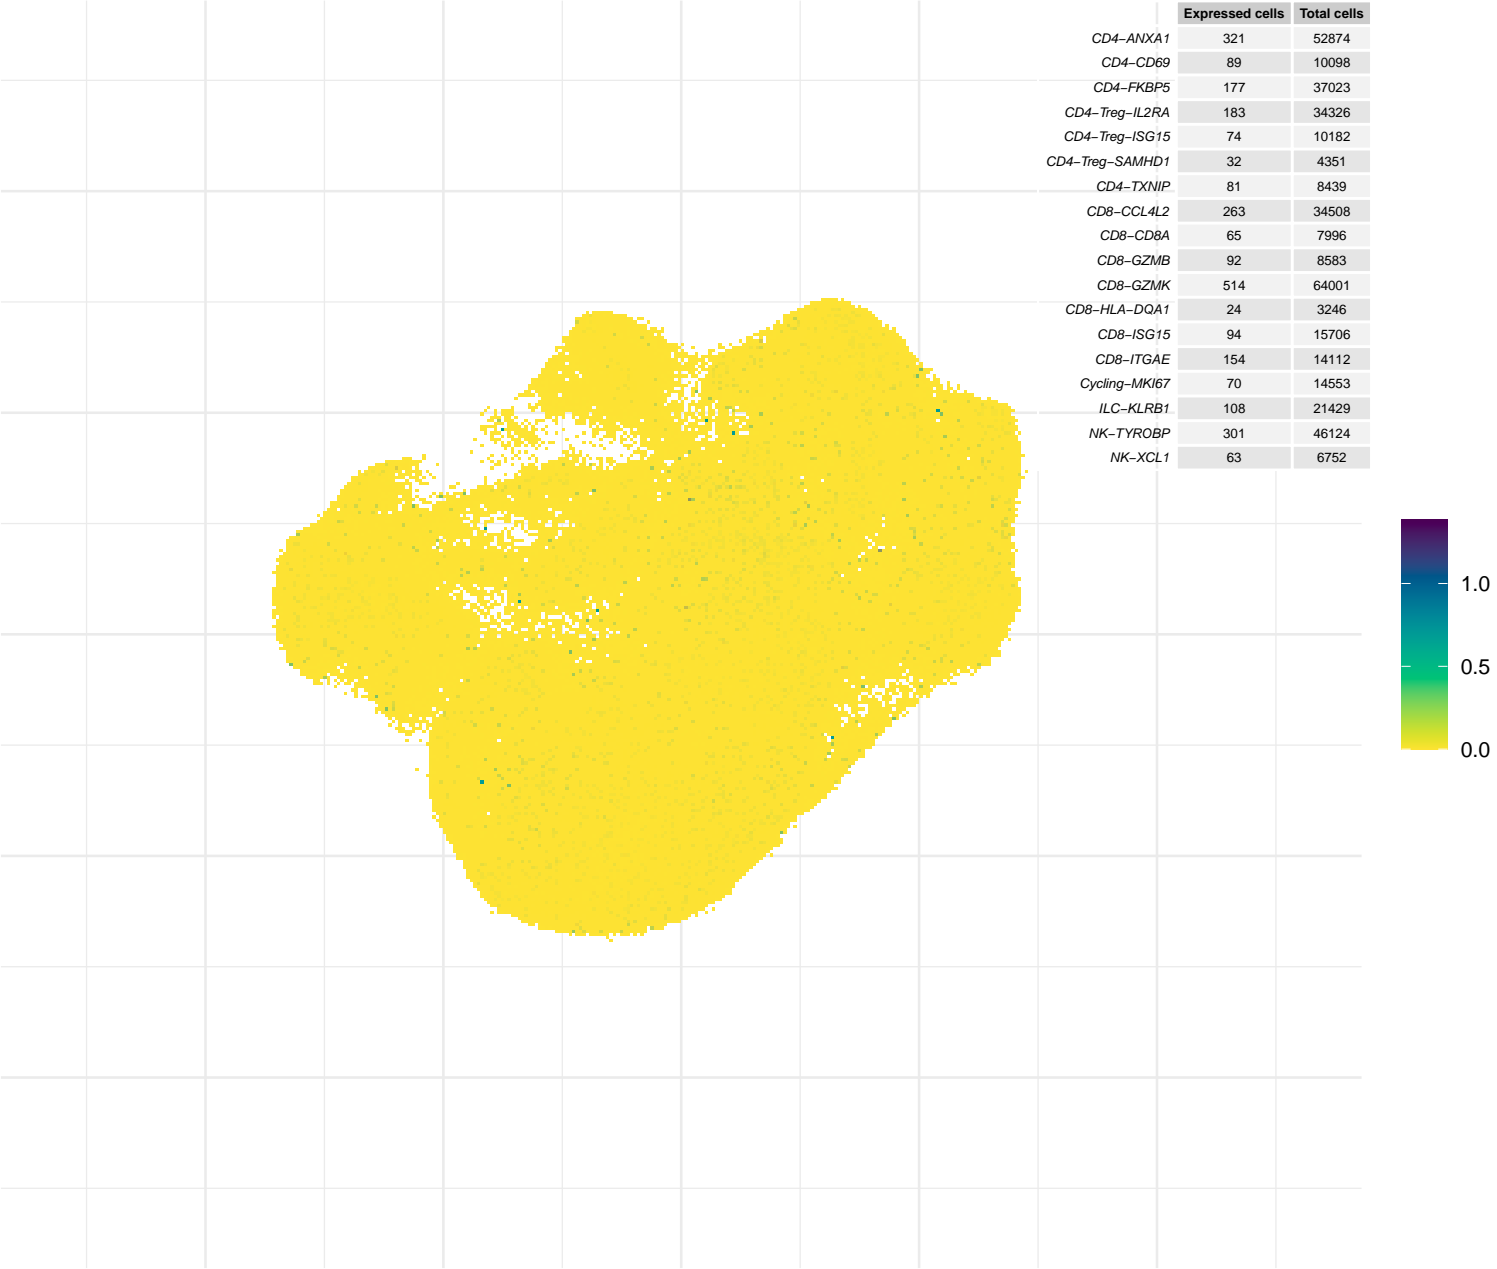 Expressed cells Total cells
CD4−ANXA1 321 52874
CD4−CD69 89 10098
CD4−FKBP5 177 37023
CD4−Treg−IL2RA 183 34326
CD4−Treg−ISG15 74 10182
CD4−Treg−SAMHD1 32 4351
CD4−TXNIP 81 8439
CD8−CCL4L2 263 34508
CD8−CD8A 65 7996
CD8−GZMB 92 8583
CD8−GZMK 514 64001
CD8−HLA−DQA1 24 3246
CD8−ISG15 94 15706
CD8−ITGAE 154 14112
Cycling−MKI67 70 14553
ILC−KLRB1 108 21429
NK−TYROBP 301 46124
NK−XCL1 63 6752
1.0
0.5
0.0